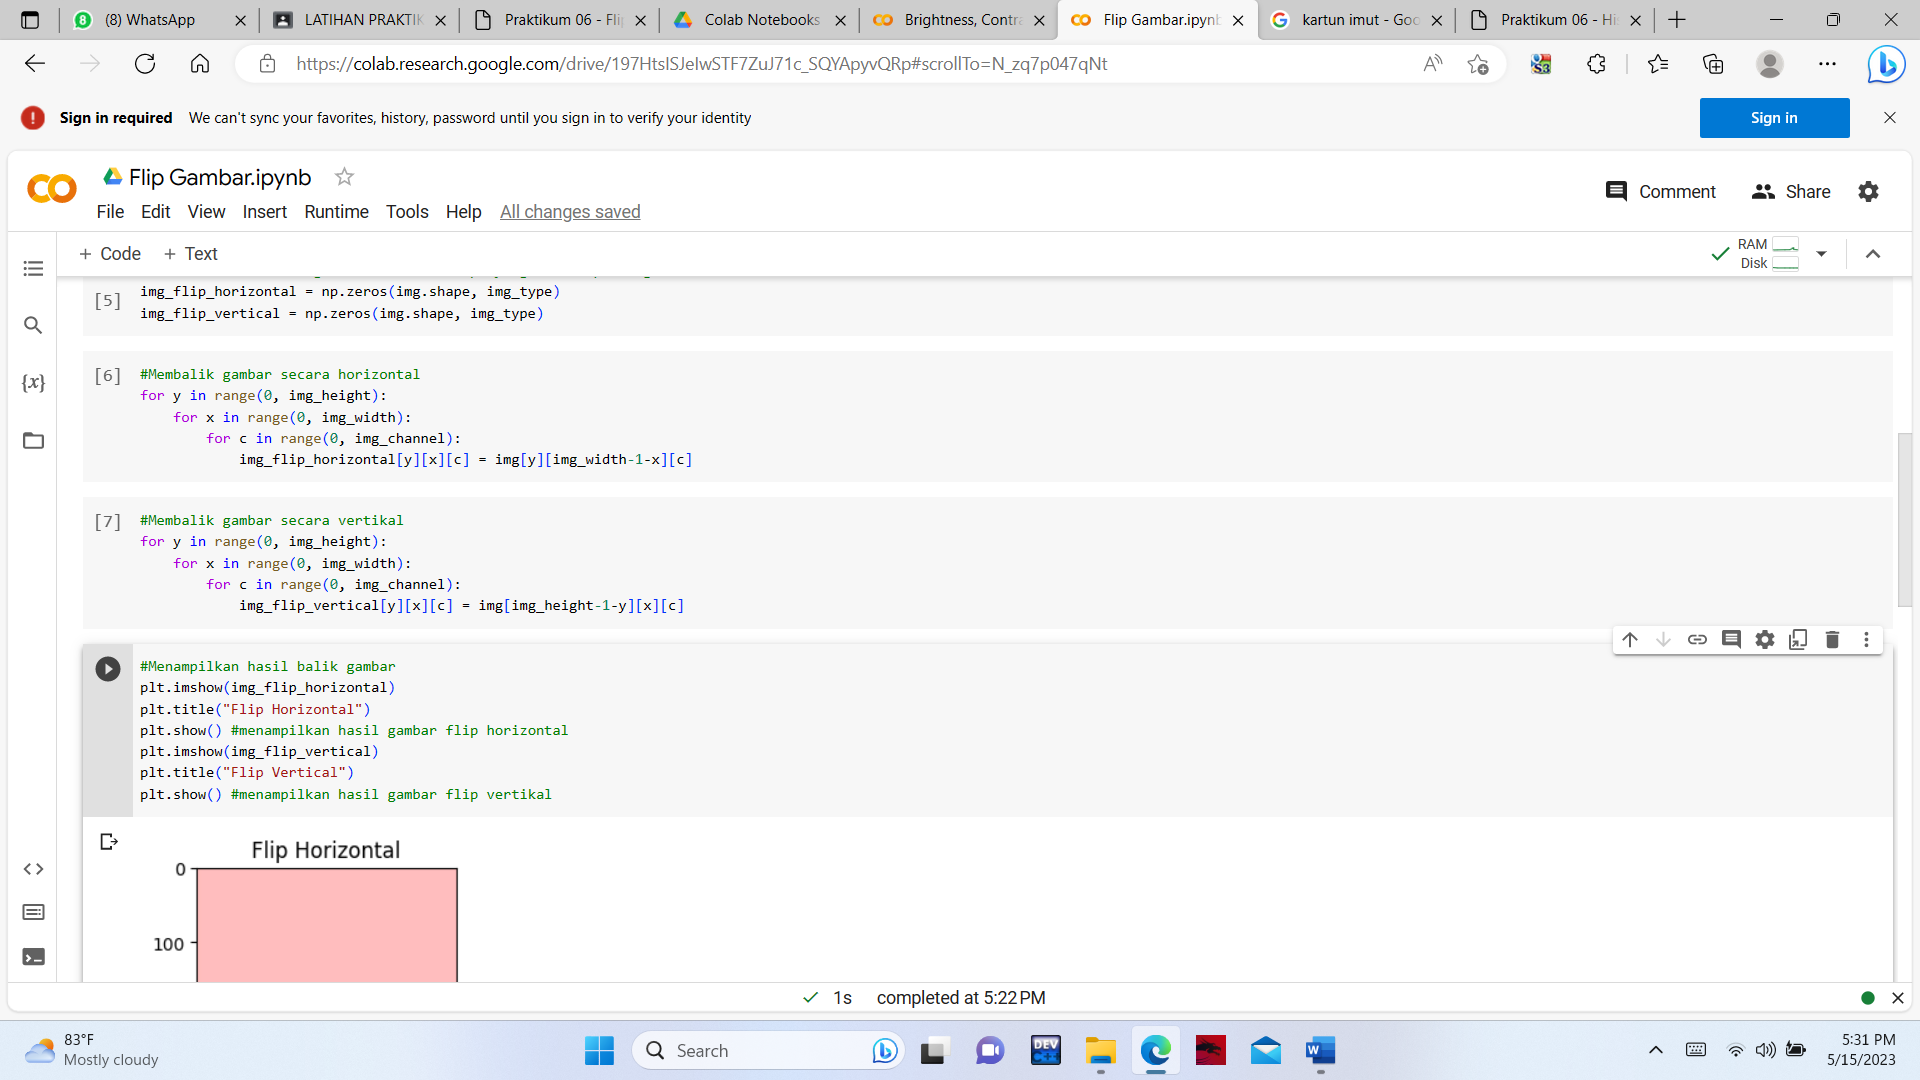 (8) WhatsApp
LATIHAN PRAKTIK
Praktikum 06 - Fli
Colab Notebooks
Brightness, Contra
Flip Gambar.ipynb
kartun imut - Goo
Praktikum 06 - Hi
https://colab.research.google.com/drive/197HtsISJeIwSTF7ZuJ71c_SQYApyvQRp#scrollTo=N_zq7p047qNt
Sign in required We can't sync your favorites, history, password until you sign in to verify your identity
Sign in
Flip Gambar.ipynb
Comment
Share
File Edit View Insert Runtime Tools Help All changes saved
+ Code + Text
RAM
Disk
[5]
img_flip_horizontal = np.zeros(img.shape, img_type)
img_flip_vertical = np.zeros(img.shape, img_type)
[6]
#Membalik gambar secara horizontal
for y in range(0, img_height):
    for x in range(0, img_width):
        for c in range(0, img_channel):
            img_flip_horizontal[y][x][c] = img[y][img_width-1-x][c]
[7]
#Membalik gambar secara vertikal
for y in range(0, img_height):
    for x in range(0, img_width):
        for c in range(0, img_channel):
            img_flip_vertical[y][x][c] = img[img_height-1-y][x][c]
#Menampilkan hasil balik gambar
plt.imshow(img_flip_horizontal)
plt.title("Flip Horizontal")
plt.show() #menampilkan hasil gambar flip horizontal
plt.imshow(img_flip_vertical)
plt.title("Flip Vertical")
plt.show() #menampilkan hasil gambar flip vertikal
Flip Horizontal
0
100
1s completed at 5:22 PM
83°F
Mostly cloudy
Search
DEV
C++
W
5:31 PM
5/15/2023